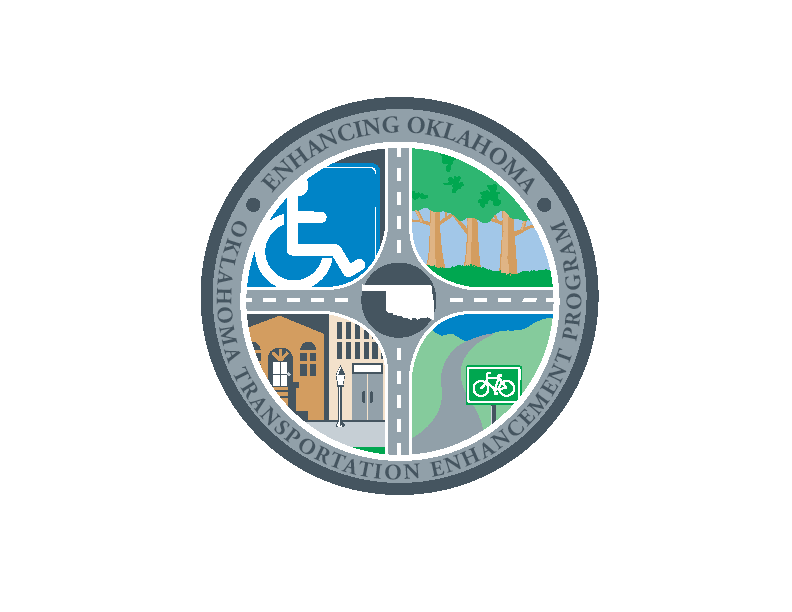 ENHANCING OKLAHOMA
OKLAHOMA TRANSPORTATION ENHANCEMENT PROGRAM